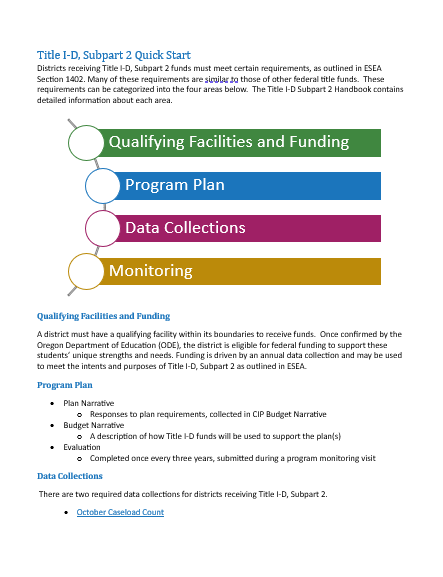 Title I-D, Subpart 2 Quick Start
Districts receiving Title I-D, Subpart 2 funds must meet certain requirements, as outlined in ESEA
Section 1402. Many of these requirements are similar to those of other federal title funds. These
requirements can be categorized into the four areas below. The Title I-D Subpart 2 Handbook contains
detailed information about each area.
Qualifying Facilities and Funding
Program Plan
Data Collections
Monitoring
Qualifying Facilities and Funding
A district must have a qualifying facility within its boundaries to receive funds. Once confirmed by the
Oregon Department of Education (ODE), the district is eligible for federal funding to support these
students' unique strengths and needs. Funding is driven by an annual data collection and may be used
to meet the intents and purposes of Title I-D, Subpart 2 as outlined in ESEA.
Program Plan
• Plan Narrative
o Responses to plan requirements, collected in CIP Budget Narrative
• Budget Narrative
o A description of how Title I-D funds will be used to support the plan(s)
• Evaluation
o Completed once every three years, submitted during a program monitoring visit
Data Collections
There are two required data collections for districts receiving Title I-D, Subpart 2.
• October Caseload Count